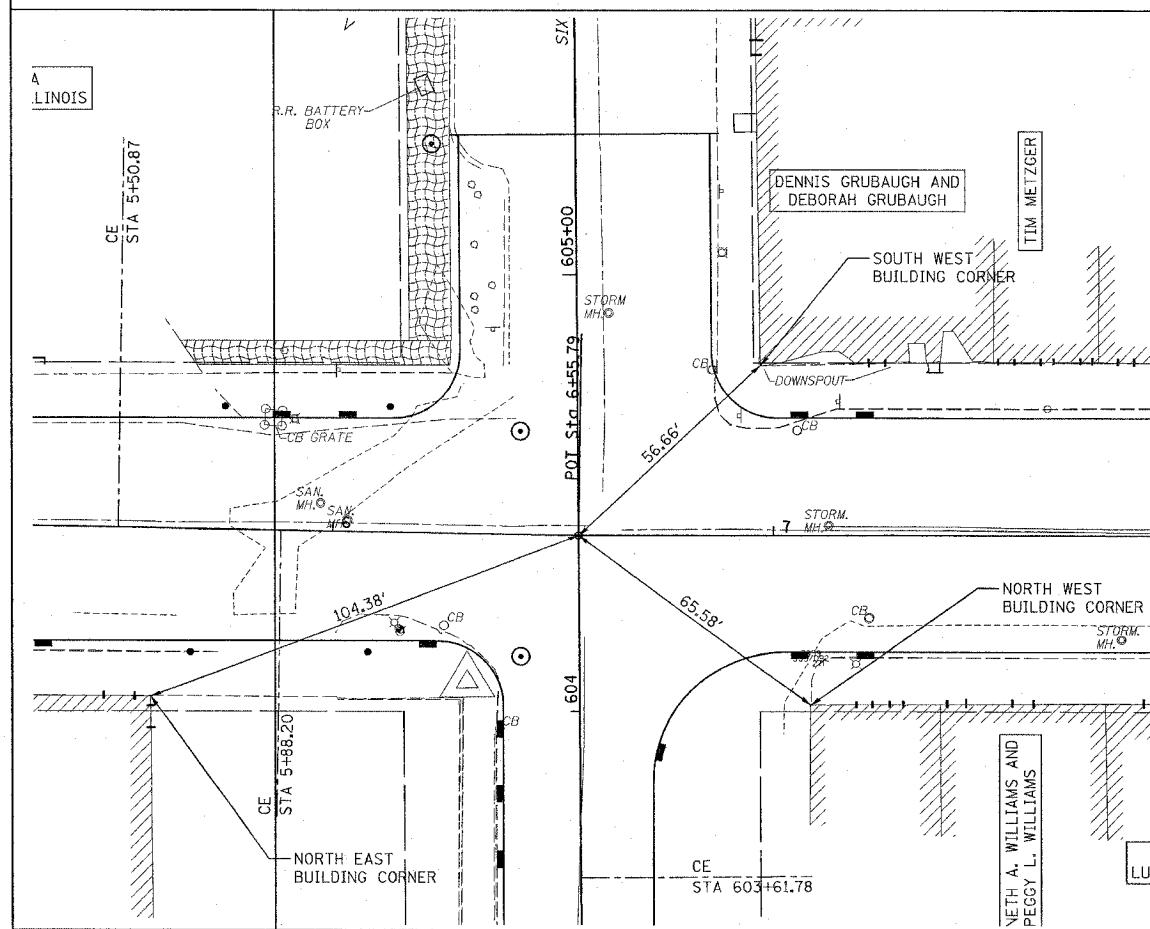 SIX
A
LLINOIS
R.R. BATTERY
BOX
CE
STA 5+50.87
605+00
DENNIS GRUBAUGH AND
DEBORAH GRUBAUGH
TIM METZGER
SOUTH WEST
BUILDING CORNER
STORM
MH.
POT Sta 6+55.79
CB
DOWNSPOUT
CB GRATE
CB
56.66'
SAN.
MH.
SAN.
MH.
STORM.
MH.
7
104.38'
CB
65.58'
CB
NORTH WEST
BUILDING CORNER
STORM.
MH.
604
CB
CE
STA 5+88.20
NORTH EAST
BUILDING CORNER
CE
STA 603+61.78
NETH A. WILLIAMS AND
PEGGY L. WILLIAMS
LU